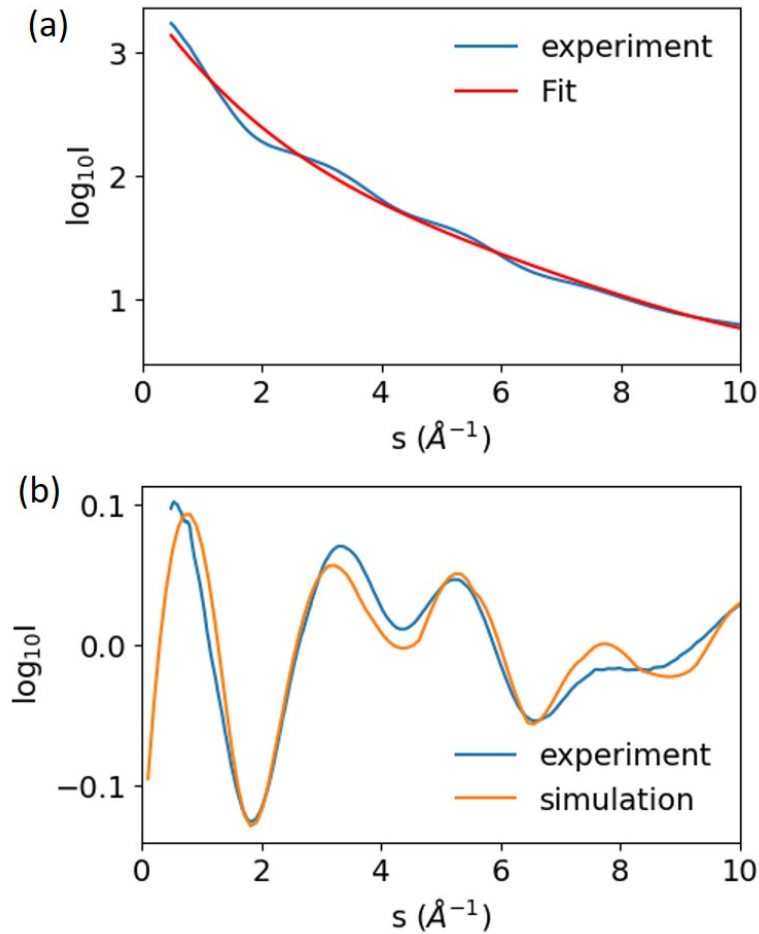 (a)
experiment
Fit
3
2
1
log₁₀I
0 2 4 6 8 10
s (Å⁻¹)
(b)
0.1
0.0
−0.1
log₁₀I
experiment
simulation
0 2 4 6 8 10
s (Å⁻¹)